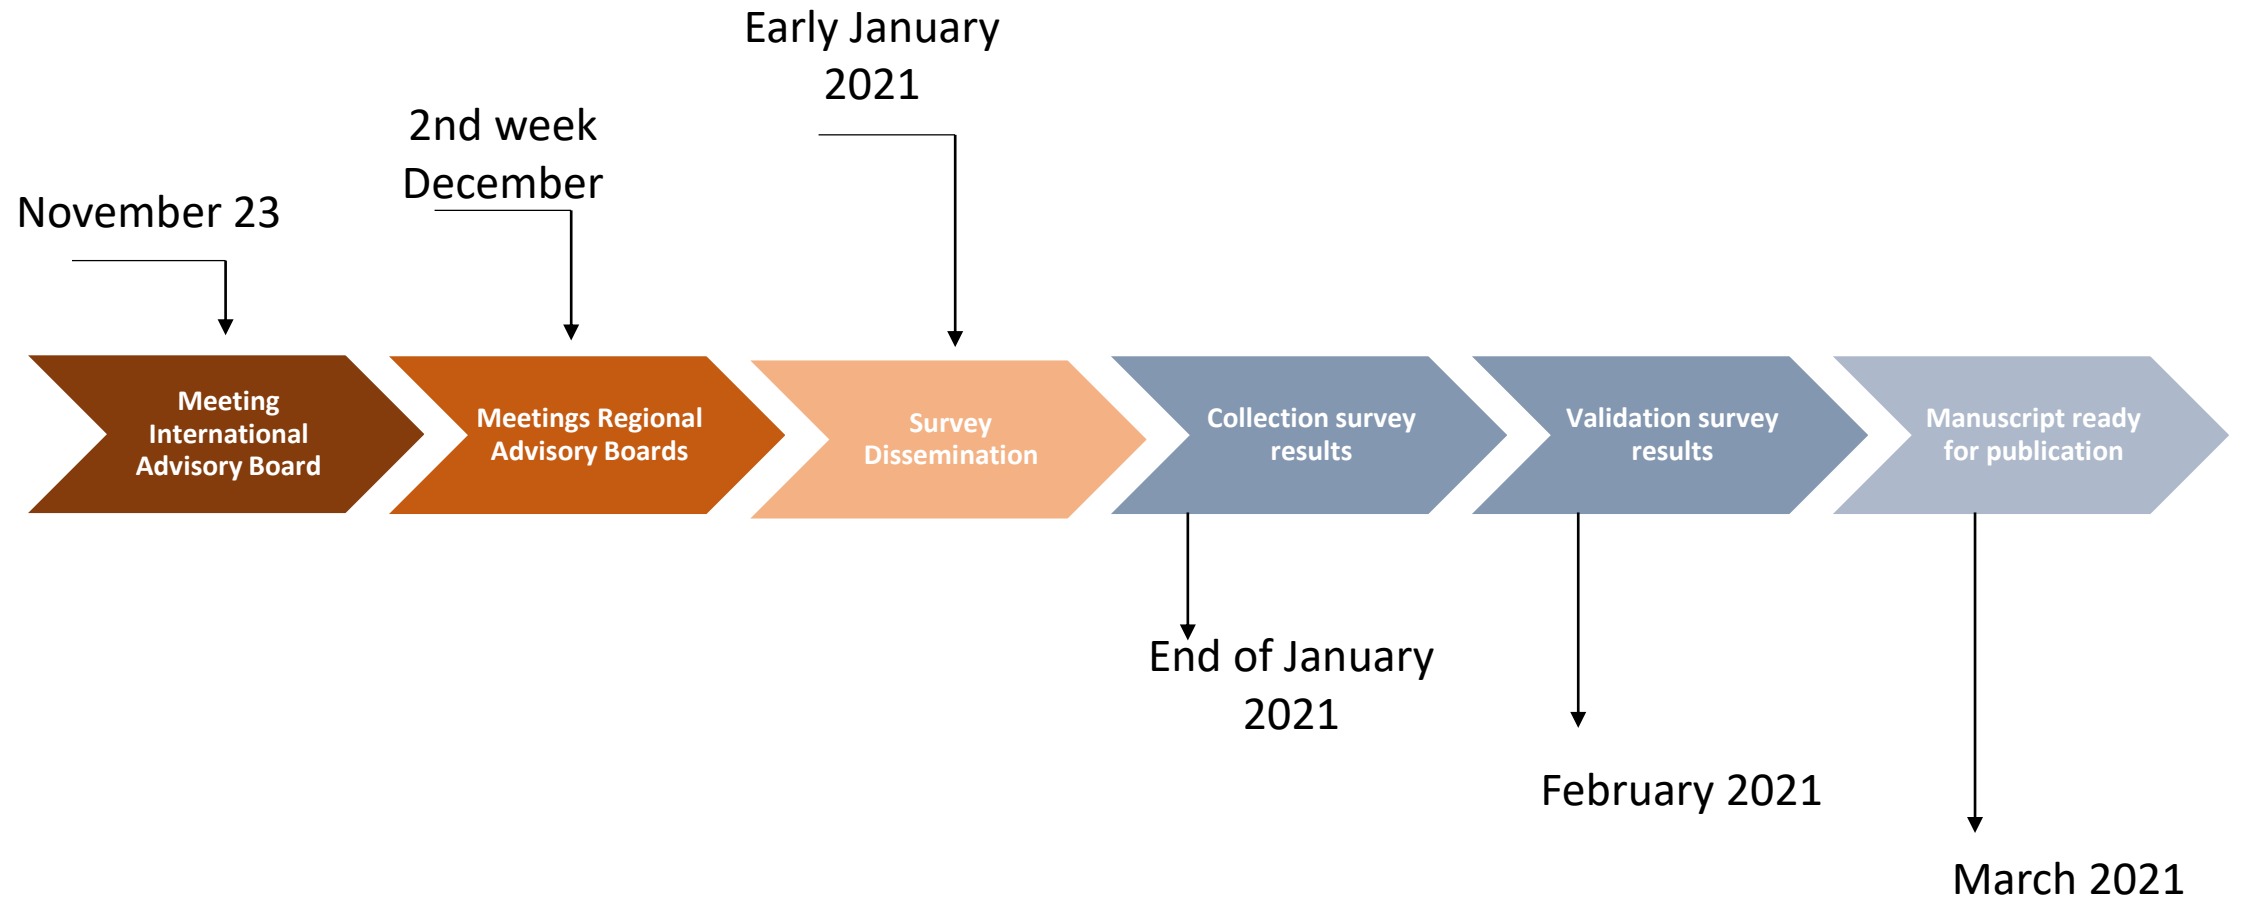 Early January
2021
2nd week
December
November 23
Meeting
International
Advisory Board
Meetings Regional
Advisory Boards
Survey
Dissemination
Collection survey
results
Validation survey
results
Manuscript ready
for publication
End of January
2021
February 2021
March 2021